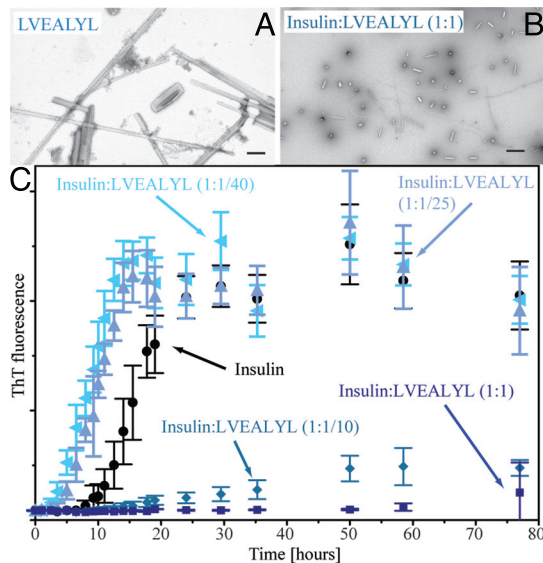 LVEALYL
A
Insulin:LVEALYL (1:1)
B
C
Insulin:LVEALYL (1:1/40)
Insulin:LVEALYL
(1:1/25)
Insulin
Insulin:LVEALYL (1:1)
Insulin:LVEALYL (1:1/10)
ThT fluorescence
0
10
20
30
40
50
60
70
80
Time [hours]